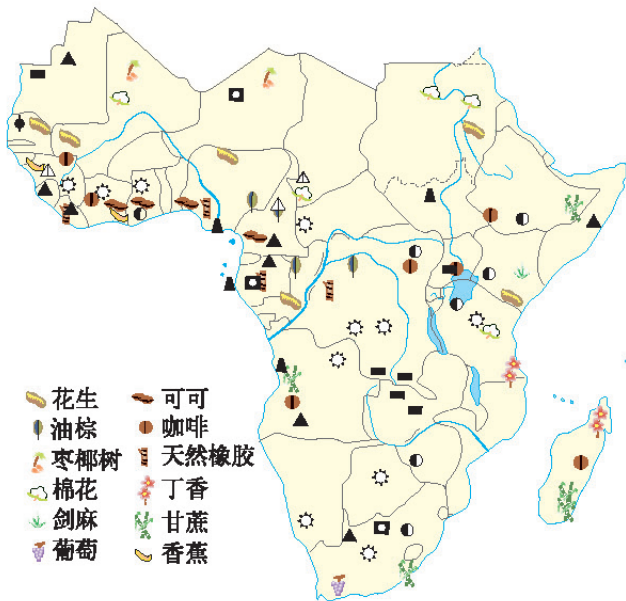 花生 可可
油棕 咖啡
枣椰树 天然橡胶
棉花 丁香
剑麻 甘蔗
葡萄 香蕉